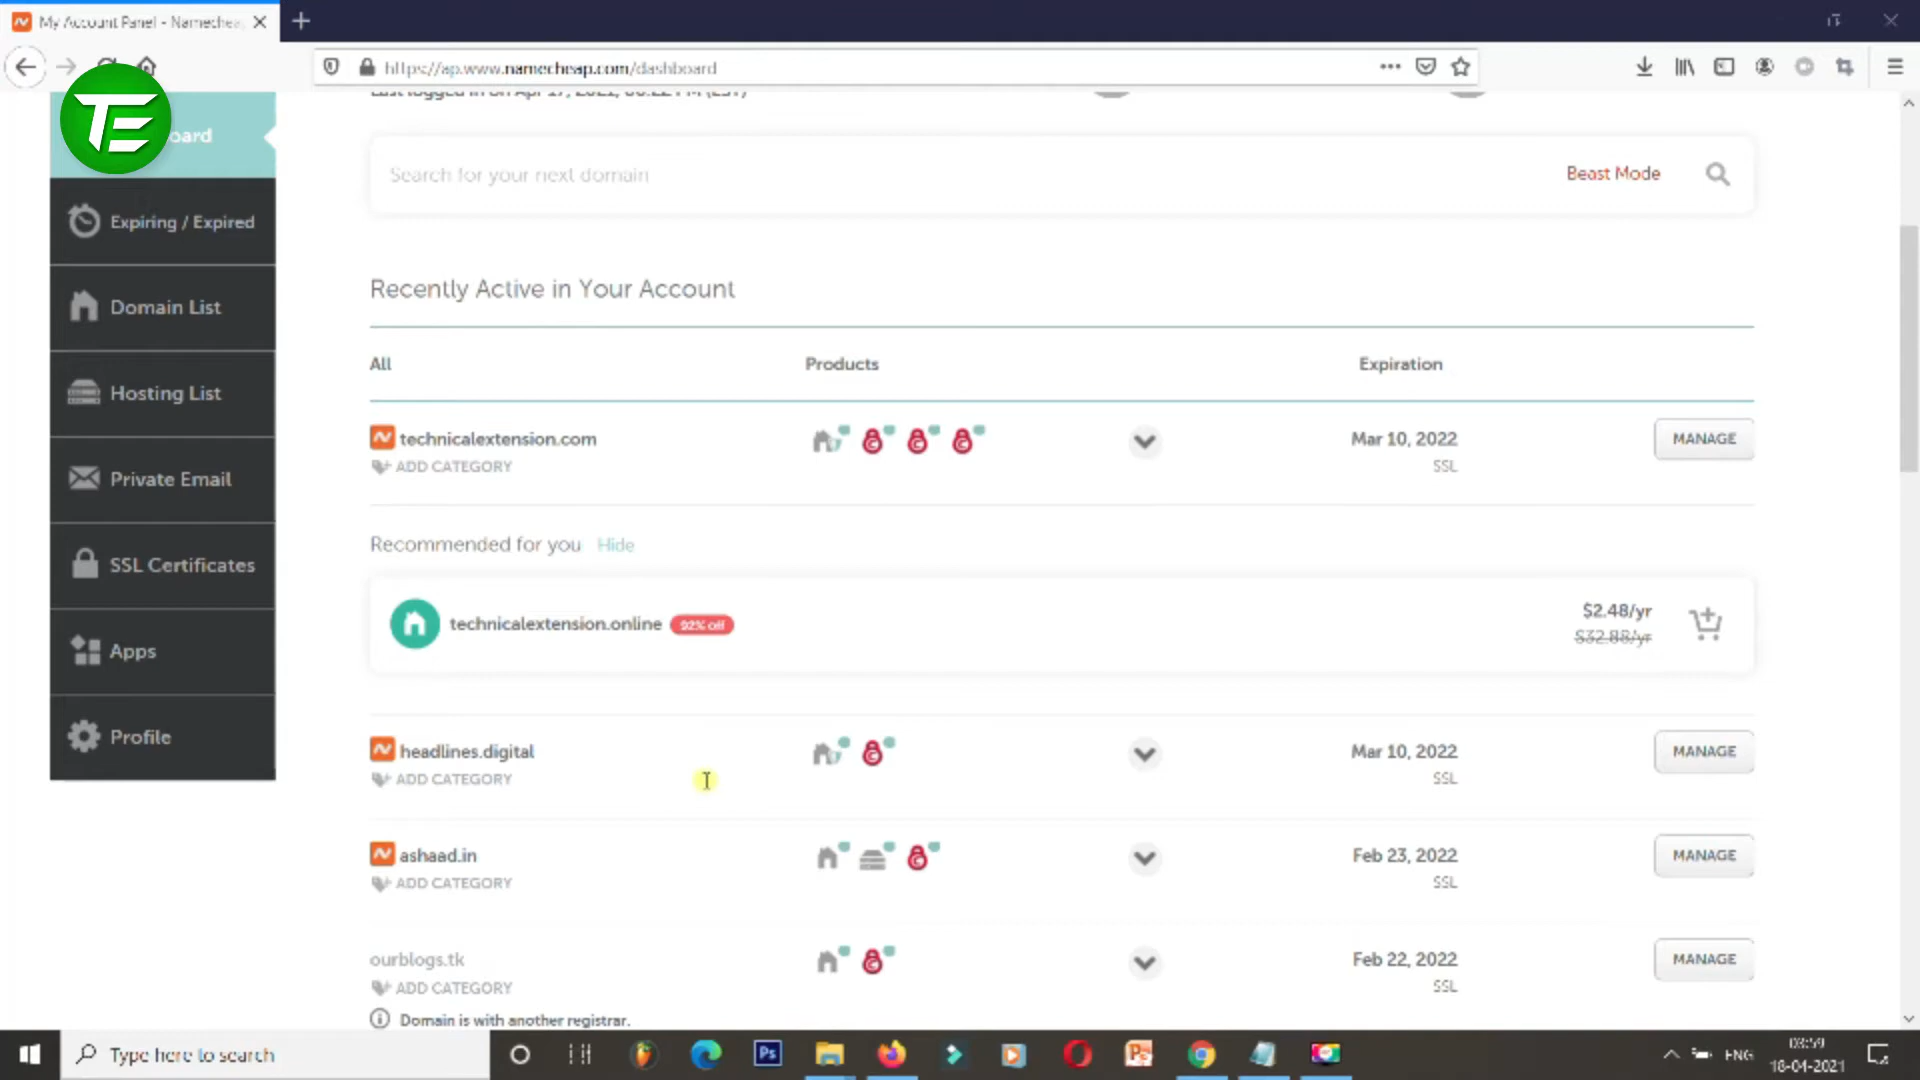 My Account Panel - Namechea
https://ap.www.namecheap.com/dashboard
TE
oard
Expiring / Expired
Domain List
Hosting List
Private Email
SSL Certificates
Apps
Profile
Search for your next domain
Beast Mode
Recently Active in Your Account
All Products Expiration
technicalextension.com Mar 10, 2022 MANAGE
ADD CATEGORY SSL
Recommended for you Hide
technicalextension.online 92% off $2.48/yr
$32.88/yr
headlines.digital Mar 10, 2022 MANAGE
ADD CATEGORY SSL
ashaad.in Feb 23, 2022 MANAGE
ADD CATEGORY SSL
ourblogs.tk Feb 22, 2022 MANAGE
ADD CATEGORY SSL
Domain is with another registrar.
Type here to search
Ps
ENG
03:59
18-04-2021